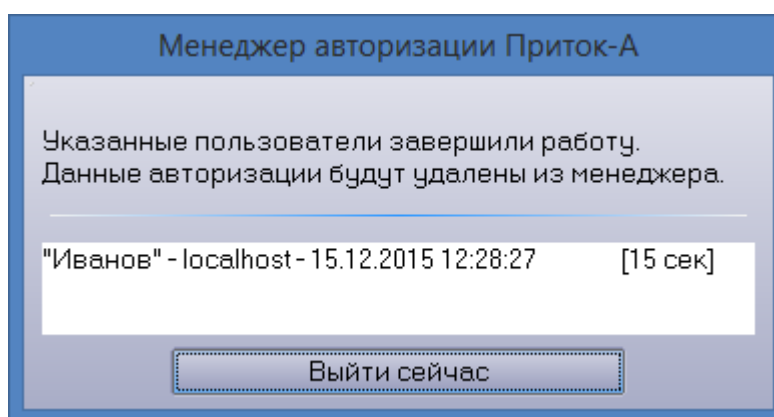 Менеджер авторизации Приток-А
Указанные пользователи завершили работу.
Данные авторизации будут удалены из менеджера.
"Иванов" - localhost - 15.12.2015 12:28:27 [15 сек]
Выйти сейчас